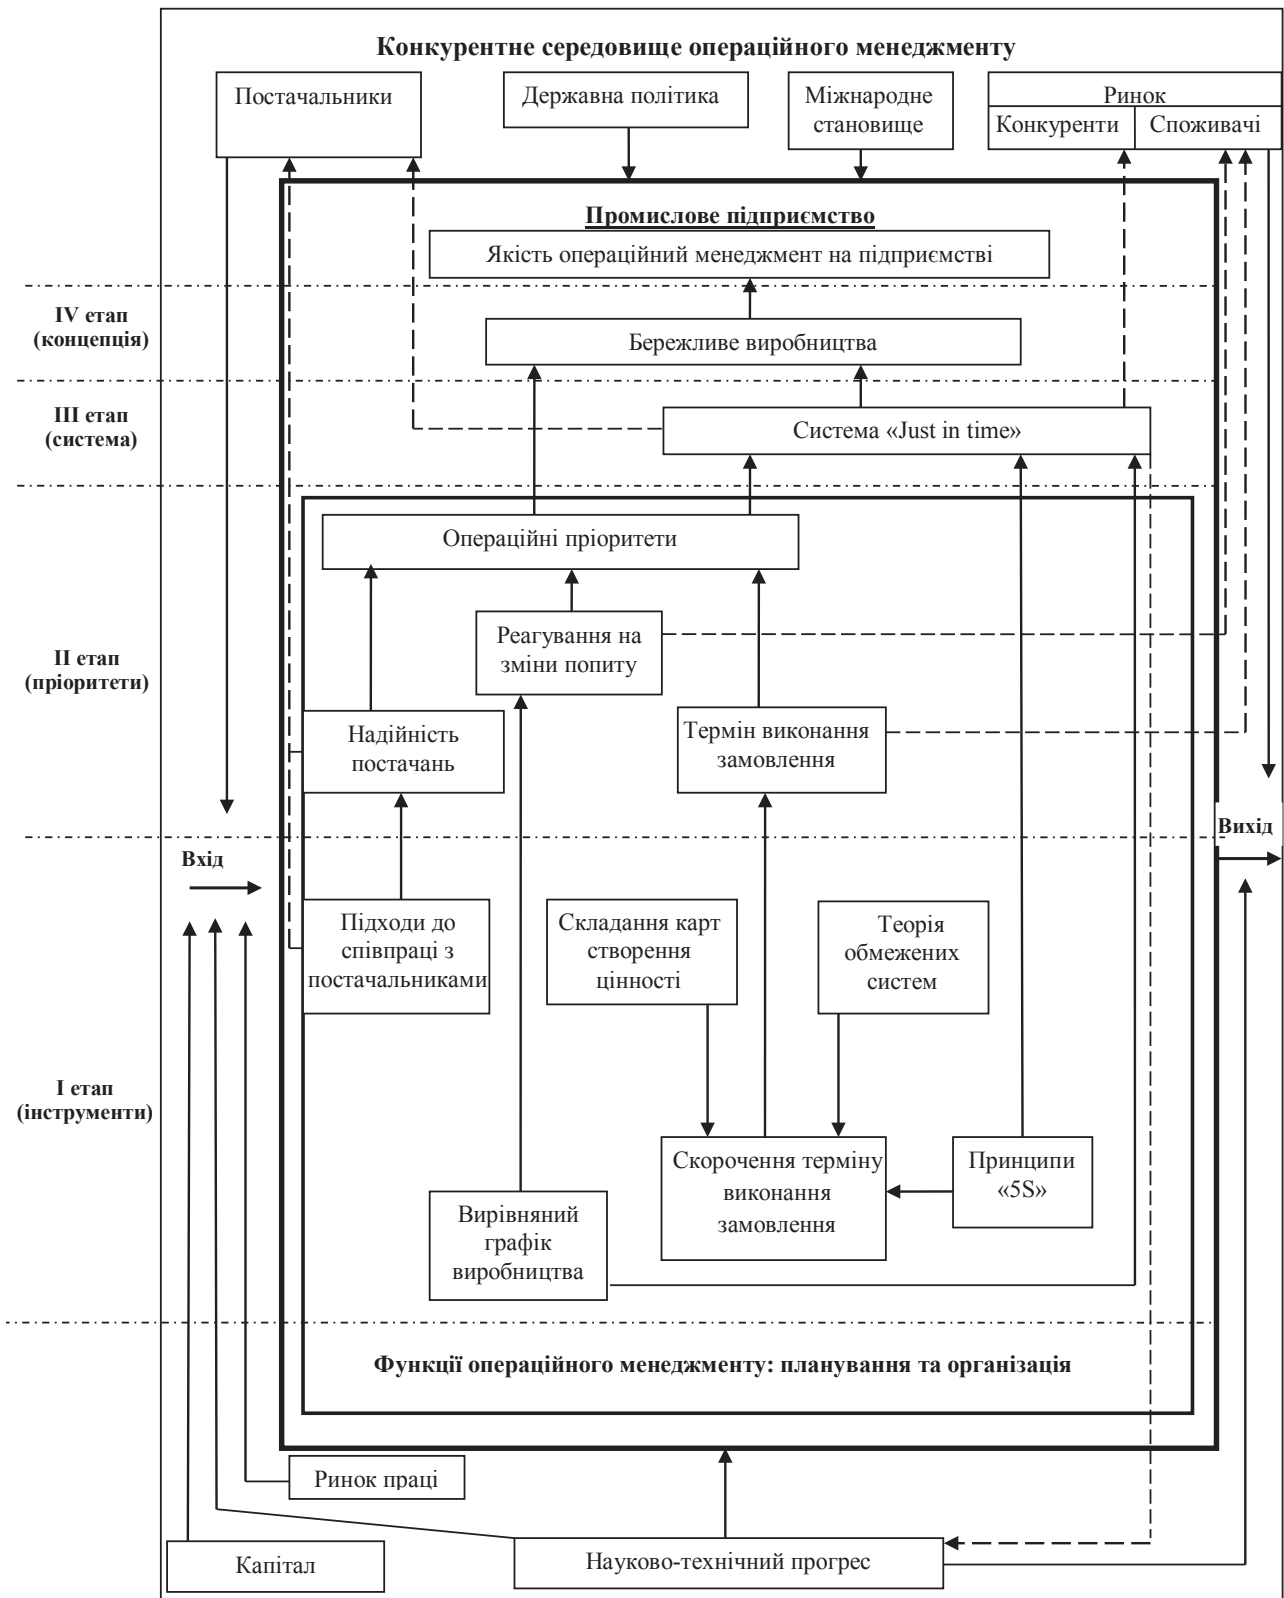 Конкурентне середовище операційного менеджменту
Постачальники
Державна політика
Міжнародне
становище
Ринок
Конкуренти
Споживачі
Промислове підприємство
Якість операційний менеджмент на підприємстві
IV етап
(концепція)
Бережливе виробництва
III етап
(система)
Система «Just in time»
Операційні пріоритети
Реагування на
зміни попиту
II етап
(пріоритети)
Надійність
постачань
Термін виконання
замовлення
Вхід
Вихід
Підходи до
співпраці з
постачальниками
Складання карт
створення
цінності
Теорія
обмежених
систем
I етап
(інструменти)
Скорочення терміну
виконання
замовлення
Принципи
«5S»
Вирівняний
графік
виробництва
Функції операційного менеджменту: планування та організація
Ринок праці
Капітал
Науково-технічний прогрес